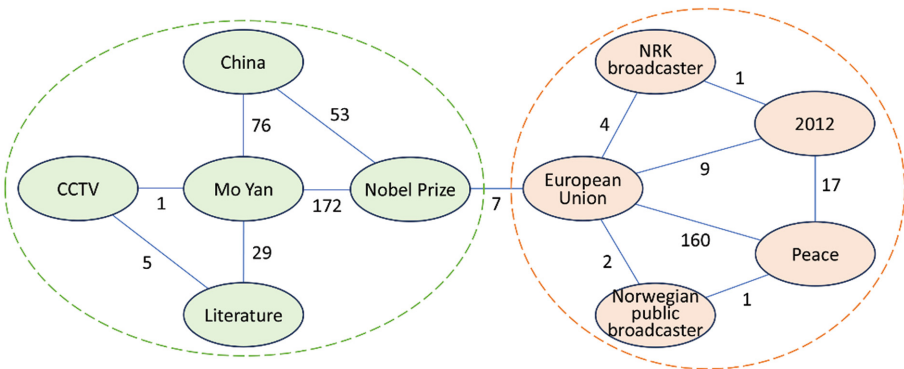 China
NRK
broadcaster
1
53
2012
76
4
9
CCTV
Mo Yan
Nobel Prize
European
Union
1
172
7
17
5
29
160
2
Peace
Literature
Norwegian
public
broadcaster
1